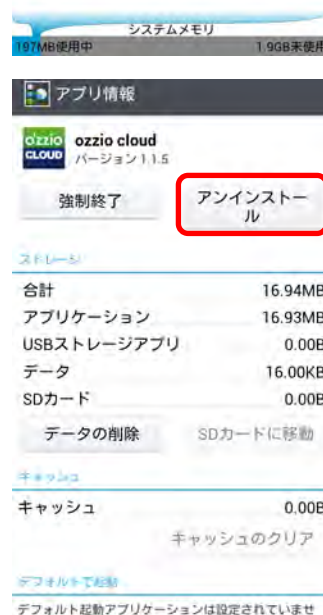 システムメモリ
197MB使用中 1.9GB未使用
アプリ情報
o'zzio CLOUD
ozzio cloud
バージョン 1.1.5
強制終了
アンインストー
ル
ストレージ
合計 16.94MB
アプリケーション 16.93MB
USBストレージアプリ 0.00B
データ 16.00KB
SDカード 0.00B
データの削除 SDカードに移動
キャッシュ
キャッシュ 0.00B
キャッシュのクリア
デフォルトで起動
デフォルト起動アプリケーションは設定されていませ